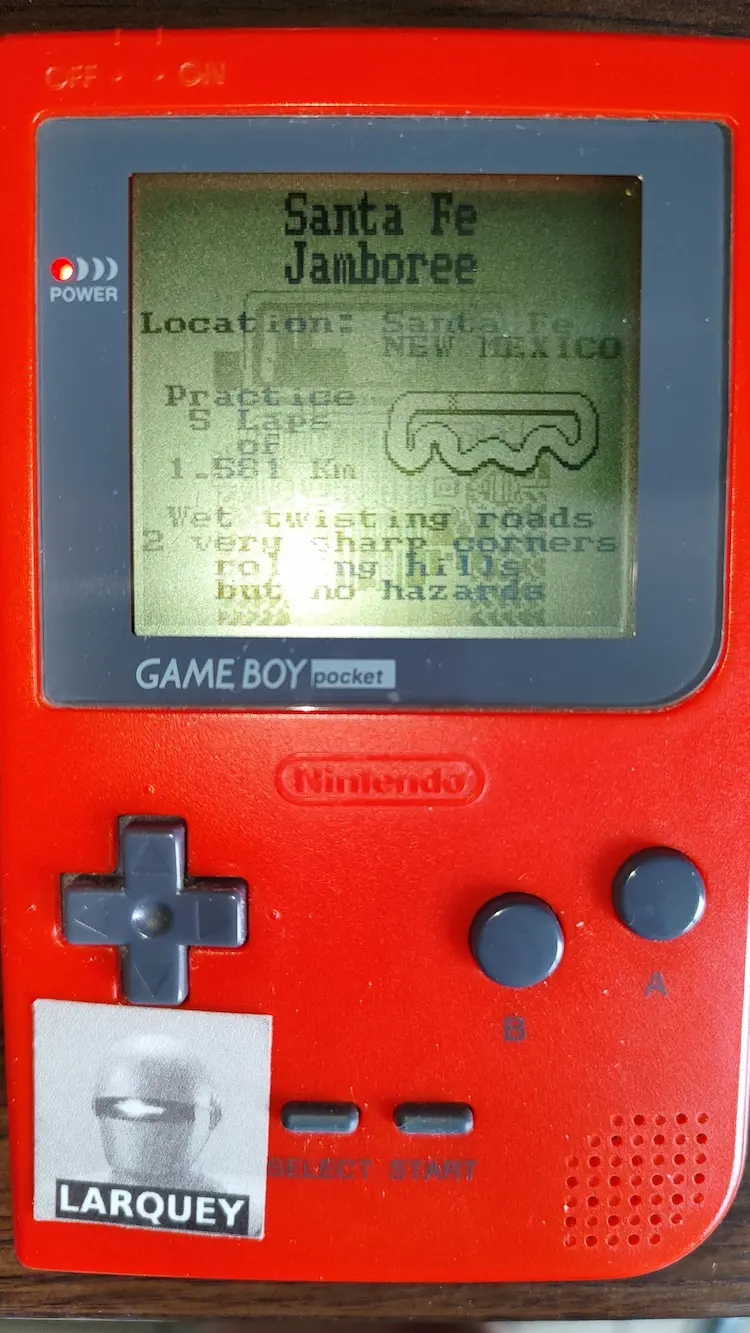 OFF ON
Santa Fe
Jamboree
Location: Santa Fe
NEW MEXICO
Practice
5 Laps
of
1.581 Km
Wet twisting roads
2 very sharp corners
rolling hills
but no hazards
POWER
GAME BOY pocket
Nintendo
A
B
SELECT START
LARQUEY